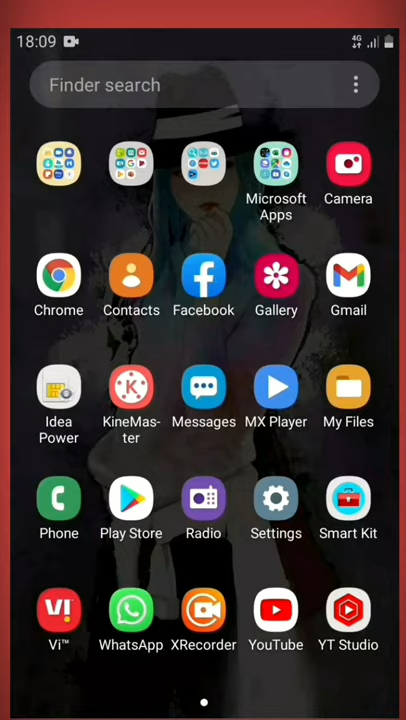 18:09
4G
Finder search
Microsoft
Apps
Camera
Chrome
Contacts
Facebook
Gallery
Gmail
Idea
Power
KineMas-
ter
Messages
MX Player
My Files
Phone
Play Store
Radio
Settings
Smart Kit
VI
Vi™
WhatsApp
XRecorder
YouTube
YT Studio